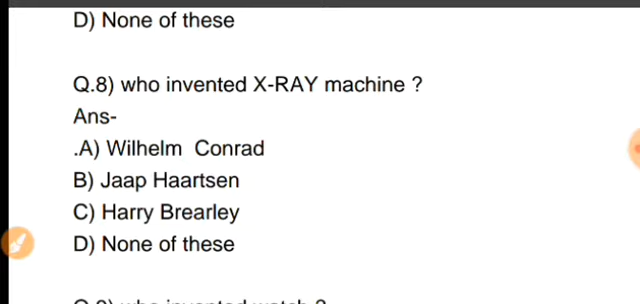 D) None of these
Q.8) who invented X-RAY machine ?
Ans-
.A) Wilhelm  Conrad
B) Jaap Haartsen
C) Harry Brearley
D) None of these